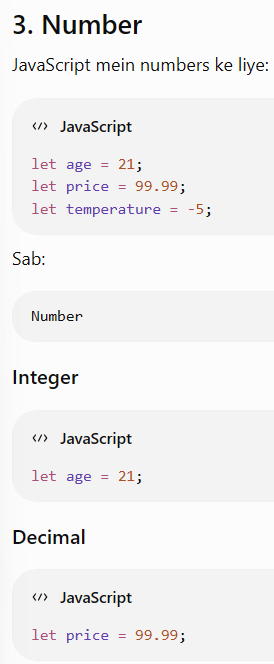 3. Number
JavaScript mein numbers ke liye:
</> JavaScript
let age = 21;
let price = 99.99;
let temperature = -5;
Sab:
Number
Integer
</> JavaScript
let age = 21;
Decimal
</> JavaScript
let price = 99.99;